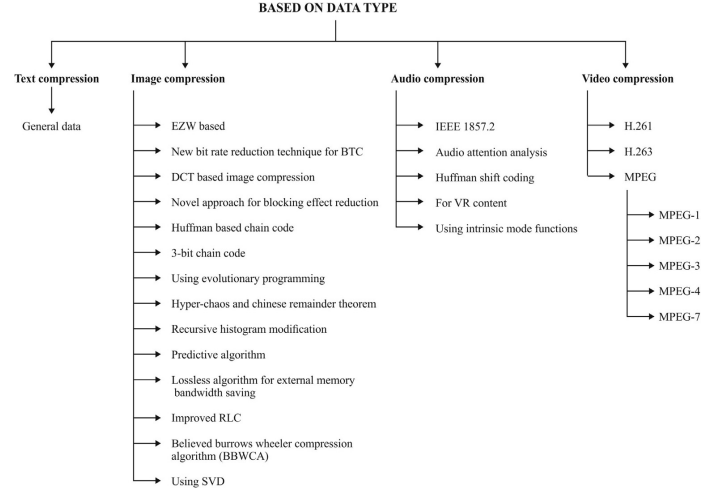 BASED ON DATA TYPE
Text compression
General data
Image compression
EZW based
New bit rate reduction technique for BTC
DCT based image compression
Novel approach for blocking effect reduction
Huffman based chain code
3-bit chain code
Using evolutionary programming
Hyper-chaos and chinese remainder theorem
Recursive histogram modification
Predictive algorithm
Lossless algorithm for external memory
bandwidth saving
Improved RLC
Believed burrows wheeler compression
algorithm (BBWCA)
Using SVD
Audio compression
IEEE 1857.2
Audio attention analysis
Huffman shift coding
For VR content
Using intrinsic mode functions
Video compression
H.261
H.263
MPEG
MPEG-1
MPEG-2
MPEG-3
MPEG-4
MPEG-7